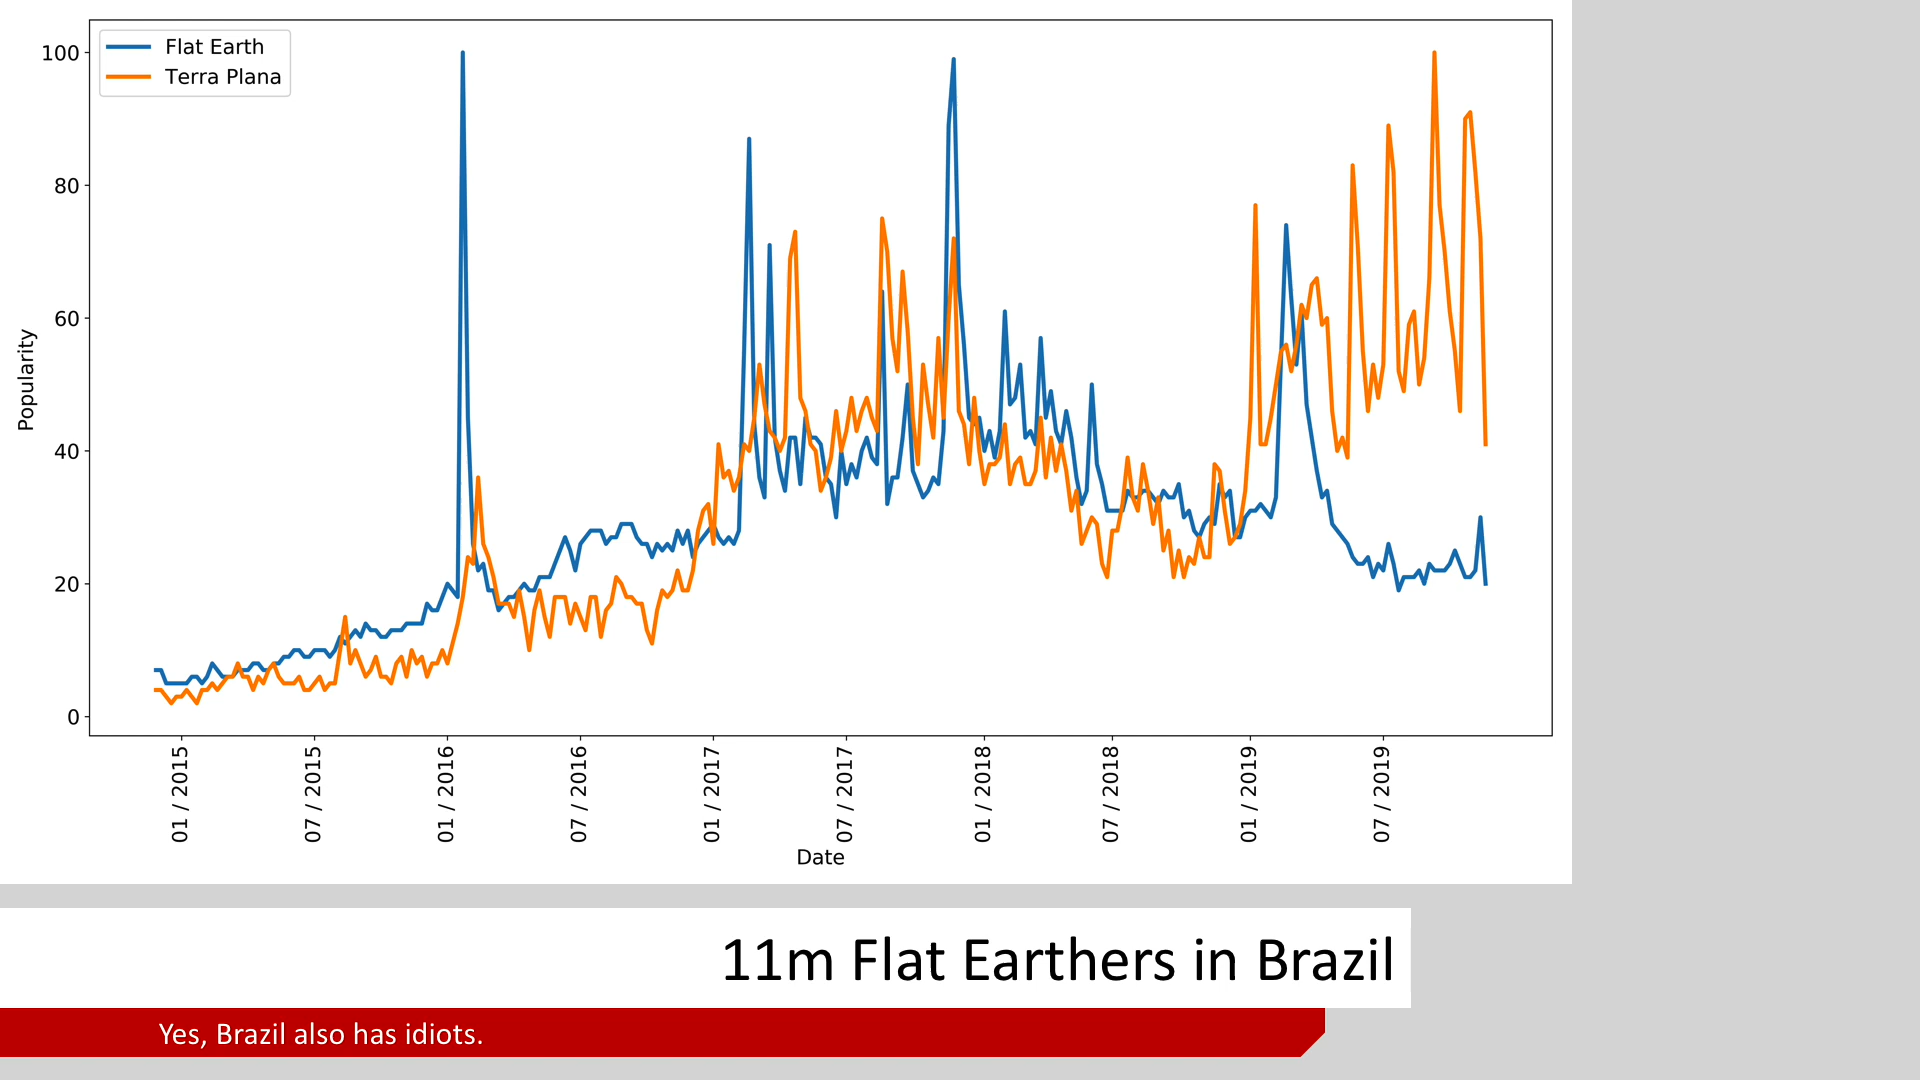 Flat Earth
Terra Plana
100
80
60
40
20
0
Popularity
01 / 2015
07 / 2015
01 / 2016
07 / 2016
01 / 2017
07 / 2017
01 / 2018
07 / 2018
01 / 2019
07 / 2019
Date
11m Flat Earthers in Brazil
Yes, Brazil also has idiots.